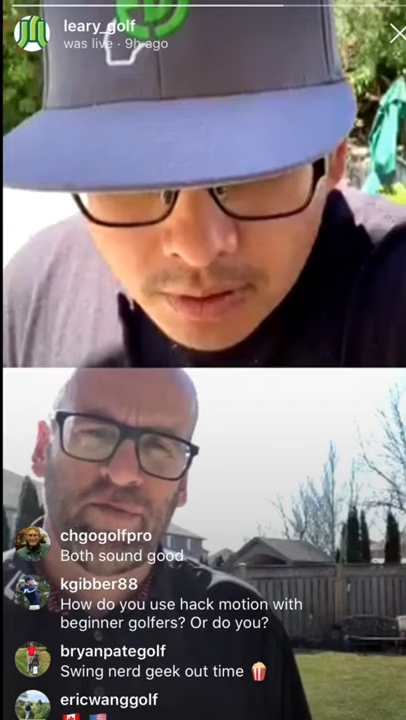 leary_golf
was live · 9h ago
chgogolfpro
Both sound good
kgibber88
How do you use hack motion with
beginner golfers? Or do you?
bryanpategolf
Swing nerd geek out time 🍿
ericwanggolf
🇨🇦 🇺🇸